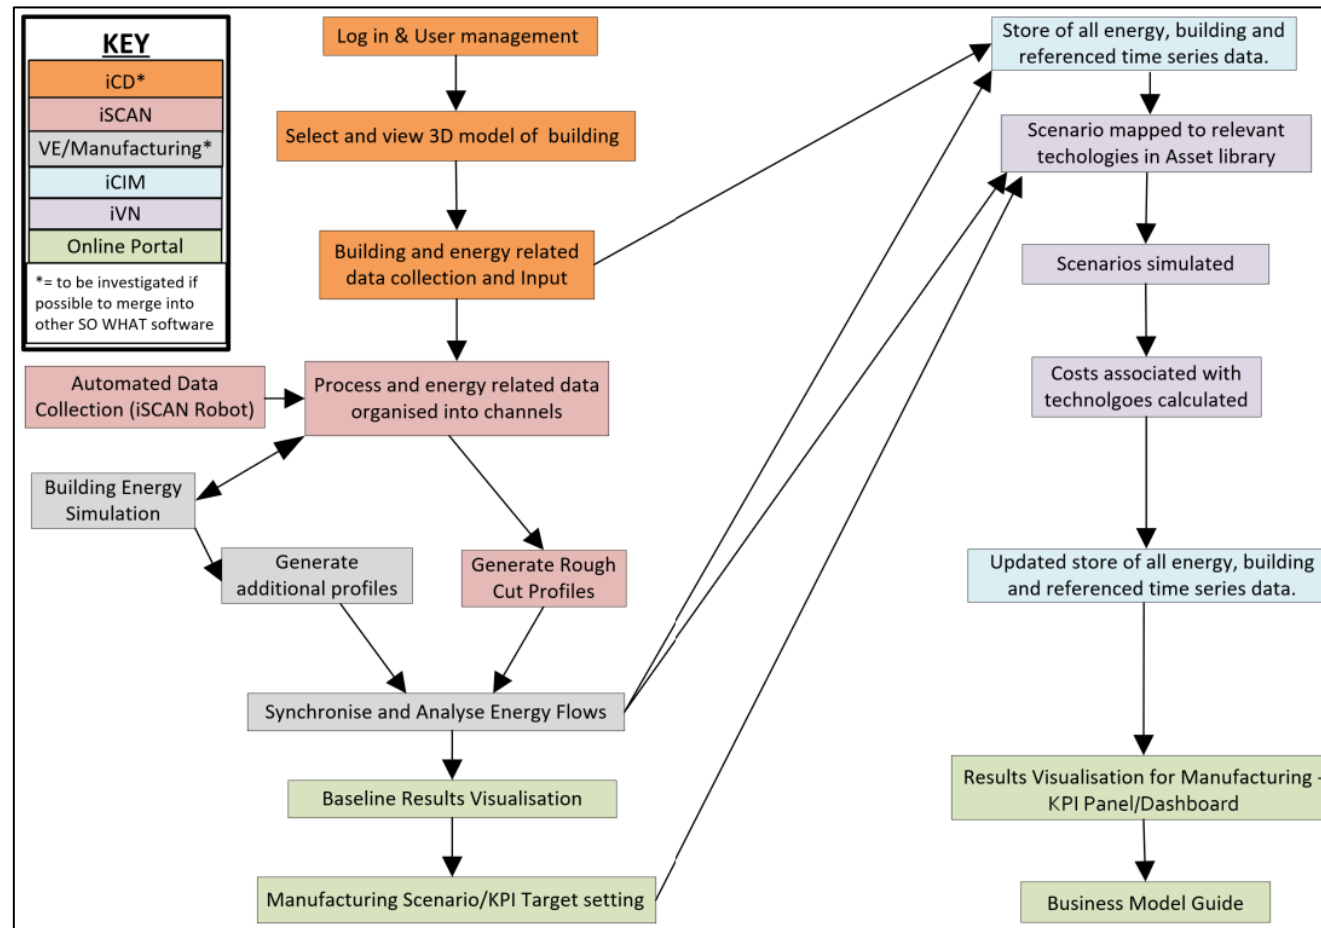 KEY
iCD*
iSCAN
VE/Manufacturing*
iCIM
iVN
Online Portal
*= to be investigated if
possible to merge into
other SO WHAT software
Log in & User management
Select and view 3D model of building
Building and energy related
data collection and Input
Automated Data
Collection (iSCAN Robot)
Process and energy related data
organised into channels
Building Energy
Simulation
Generate
additional profiles
Generate Rough
Cut Profiles
Synchronise and Analyse Energy Flows
Baseline Results Visualisation
Manufacturing Scenario/KPI Target setting
Store of all energy, building and
referenced time series data.
Scenario mapped to relevant
techologies in Asset library
Scenarios simulated
Costs associated with
technolgoes calculated
Updated store of all energy, building
and referenced time series data.
Results Visualisation for Manufacturing -
KPI Panel/Dashboard
Business Model Guide